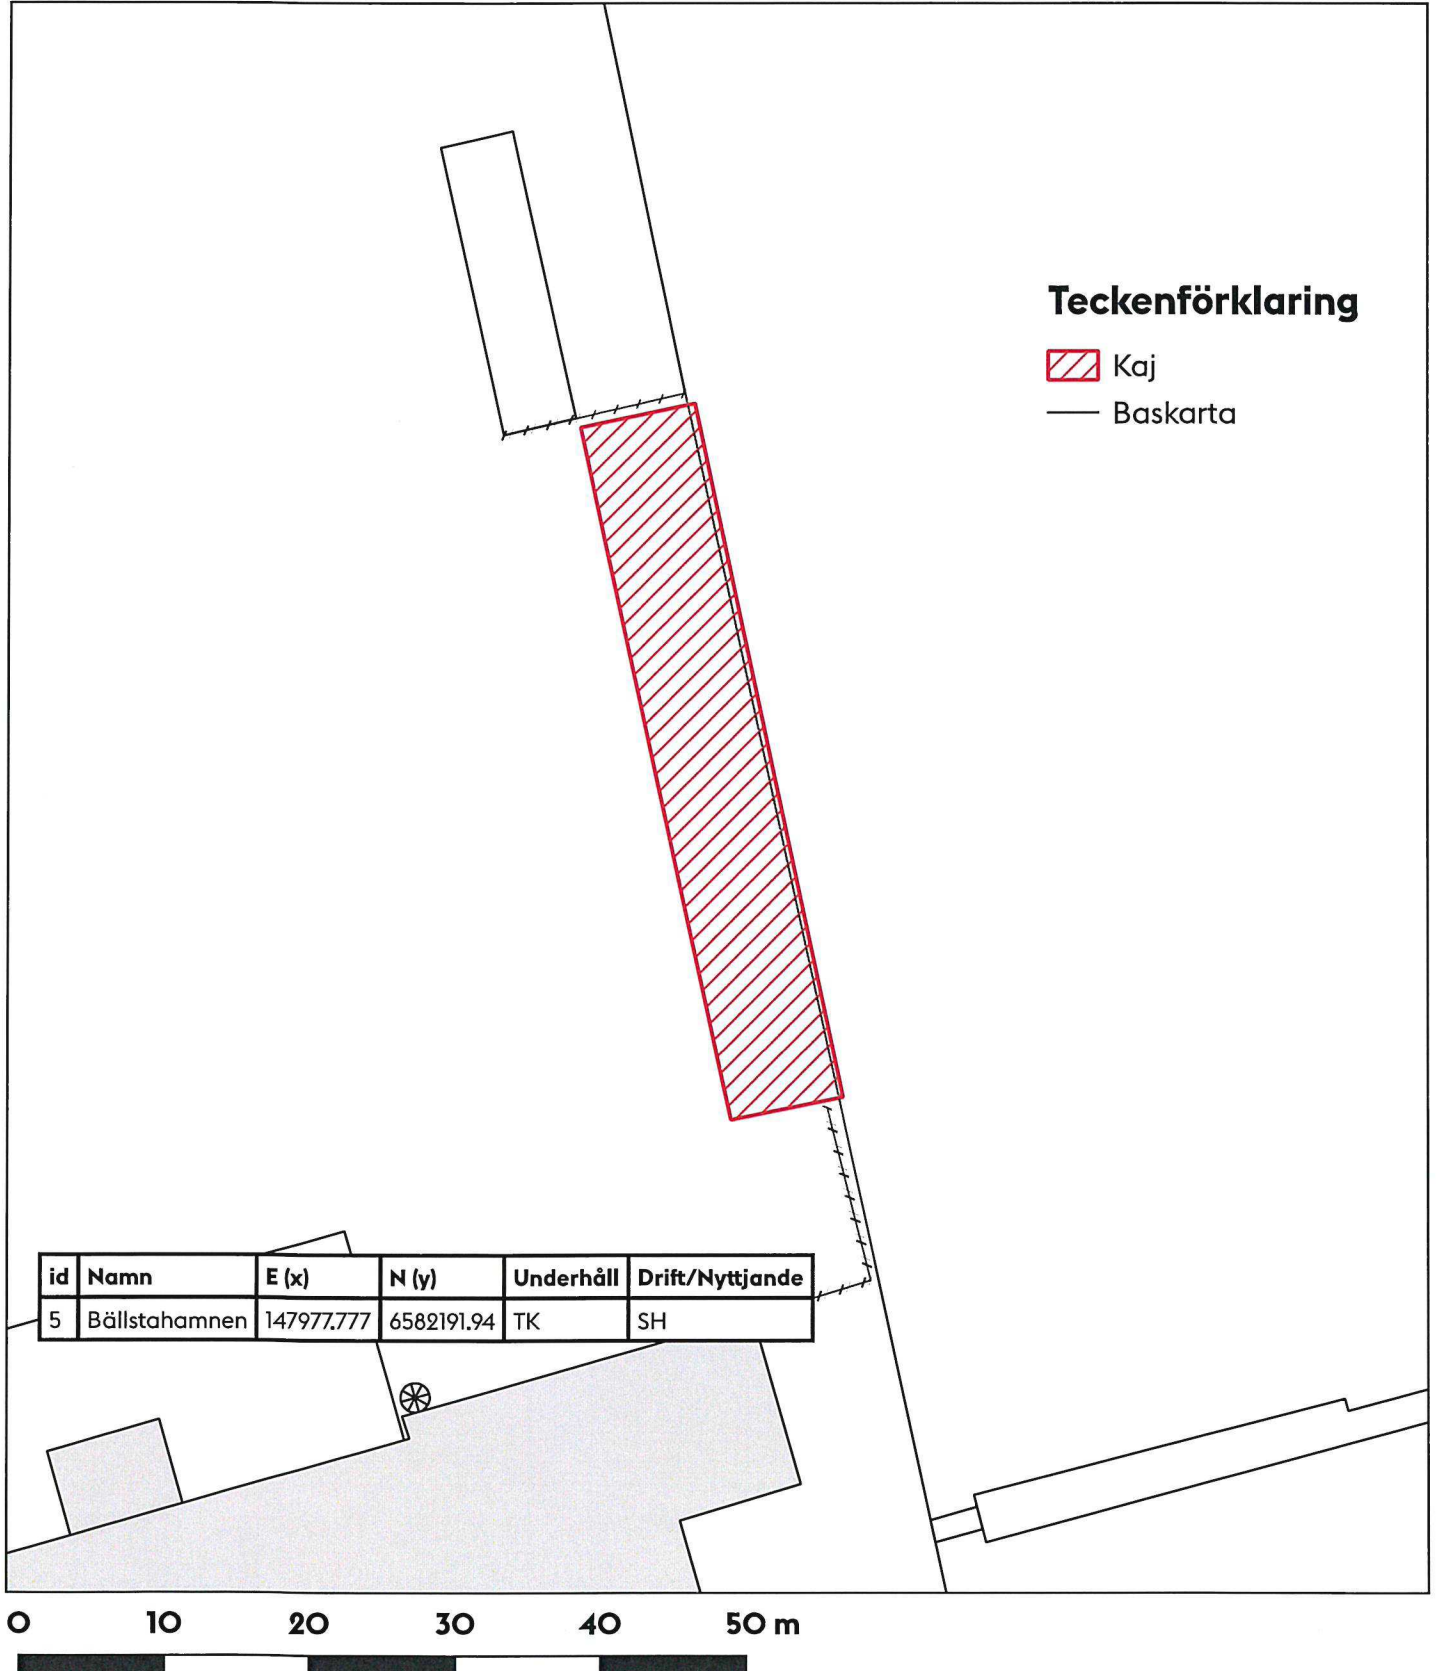 Teckenförklaring
Kaj
Baskarta
id Namn E (x) N (y) Underhåll Drift/Nyttjande
5 Bällstahamnen 147977.777 6582191.94 TK SH
0 10 20 30 40 50 m